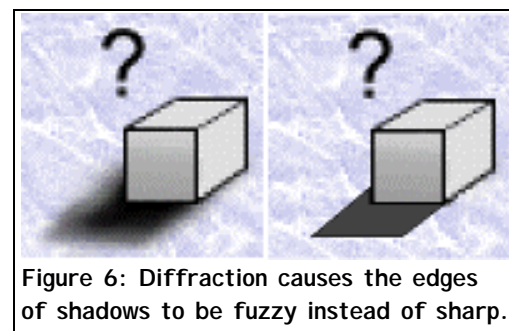 ? ?
Figure 6: Diffraction causes the edges
of shadows to be fuzzy instead of sharp.